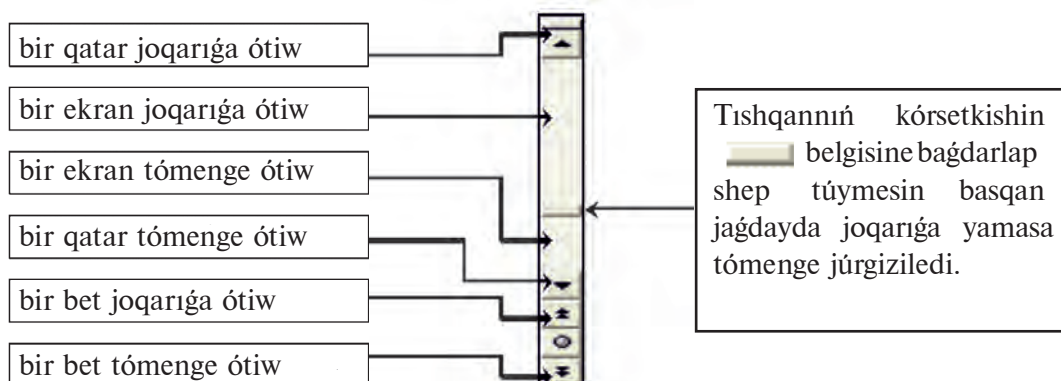 bir qatar joqarıǵa ótiw
bir ekran joqarıǵa ótiw
bir ekran tómenge ótiw
bir qatar tómenge ótiw
bir bet joqarıǵa ótiw
bir bet tómenge ótiw
Tıshqannıń kórsetkishin
belgisine baǵdarlap
shep túymesin basqan
jaǵdayda joqarıǵa yamasa
tómenge júrgiziledi.